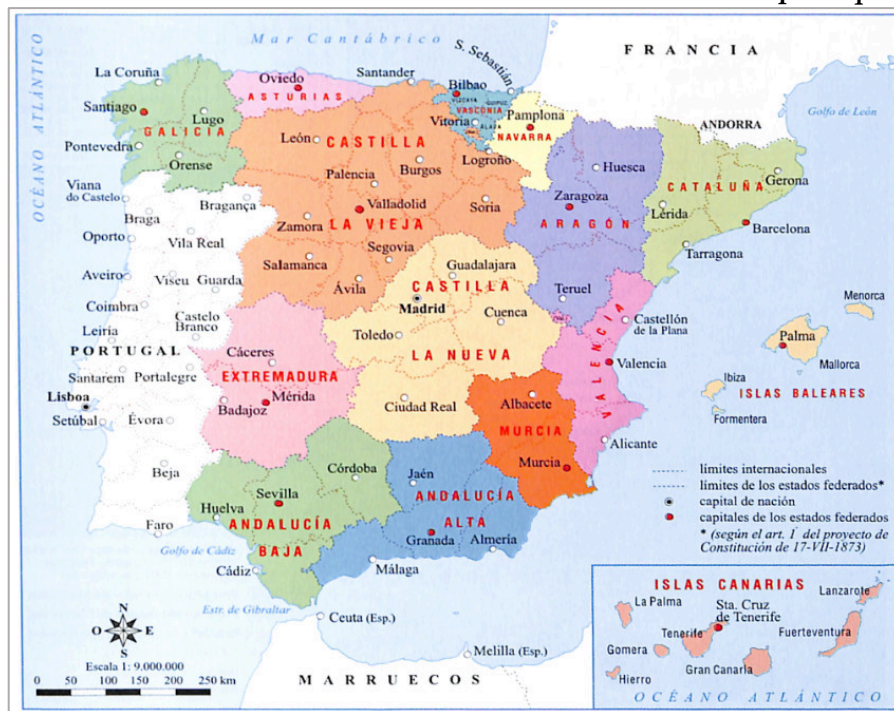 Mar Cantábrico
FRANCIA
OCÉANO ATLÁNTICO
La Coruña
Oviedo
ASTURIAS
Santander
S. Sebastián
Bilbao
VIZCAYA
GUIPUZ.
VASCONIA
ALAVA
Vitoria
Pamplona
NAVARRA
ANDORRA
Golfo de León
Santiago
Lugo
GALICIA
Pontevedra
Orense
León
CASTILLA
Burgos
Logroño
Palencia
Huesca
CATALUÑA
Gerona
Viana
do Castelo
Bragança
Braga
Vila Real
Oporto
Zamora
Valladolid
LA VIEJA
Soria
Zaragoza
ARAGÓN
Lérida
Barcelona
Tarragona
Segovia
Salamanca
Ávila
Guadalajara
CASTILLA
Madrid
Teruel
Aveiro
Viseu
Guarda
Coimbra
Castelo
Branco
Leiria
PORTUGAL
Santarem
Portalegre
Lisboa
Setúbal
Évora
Beja
Faro
Toledo
Cuenca
LA NUEVA
Ciudad Real
Cáceres
EXTREMADURA
Badajoz
Mérida
VALENCIA
Castellón
de la Plana
Valencia
Alicante
Menorca
Palma
Mallorca
Ibiza
ISLAS BALEARES
Formentera
Albacete
MURCIA
Murcia
Córdoba
Sevilla
Huelva
ANDALUCÍA
BAJA
Cádiz
Golfo de Cádiz
Jaén
ANDALUCÍA
ALTA
Granada
Almería
Málaga
Estr. de Gibraltar
Ceuta (Esp.)
Melilla (Esp.)
MARRUECOS
límites internacionales
límites de los estados federados*
capital de nación
capitales de los estados federados
* (según el art. 1° del proyecto de
Constitución de 17-VII-1873)
N
O
E
S
Escala 1: 9.000.000
0
50
100
150
250 km
ISLAS CANARIAS
La Palma
Sta. Cruz
de Tenerife
Lanzarote
Tenerife
Fuerteventura
Gomera
Hierro
Gran Canaria
OCÉANO ATLÁNTICO